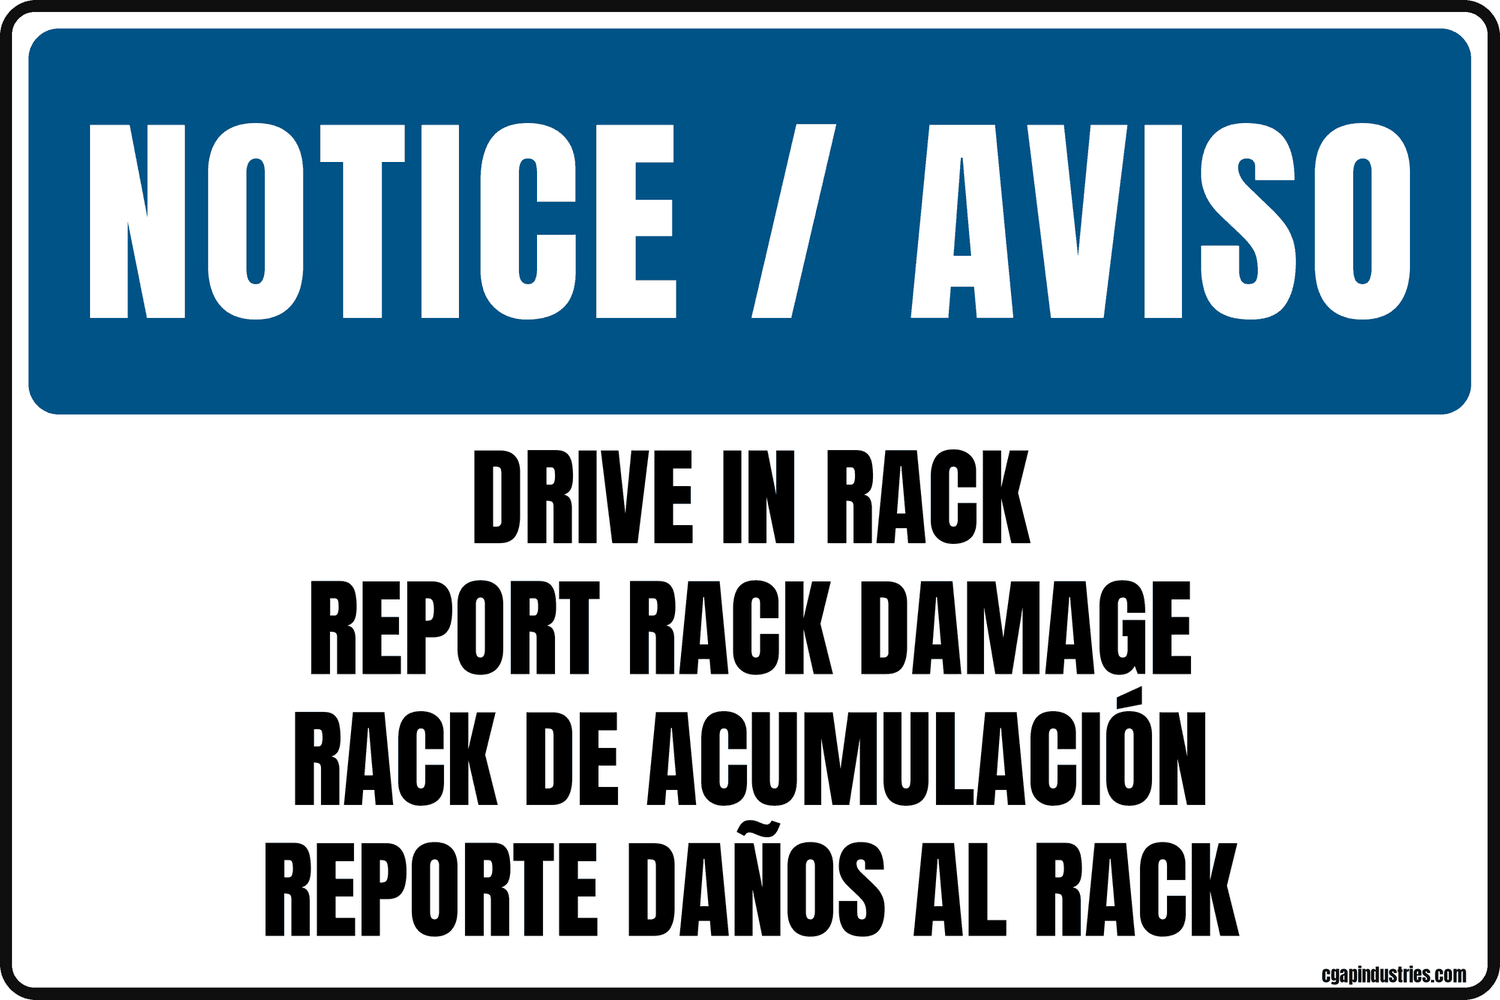 NOTICE / AVISO
DRIVE IN RACK
REPORT RACK DAMAGE
RACK DE ACUMULACIÓN
REPORTE DAÑOS AL RACK
cgapindustries.com